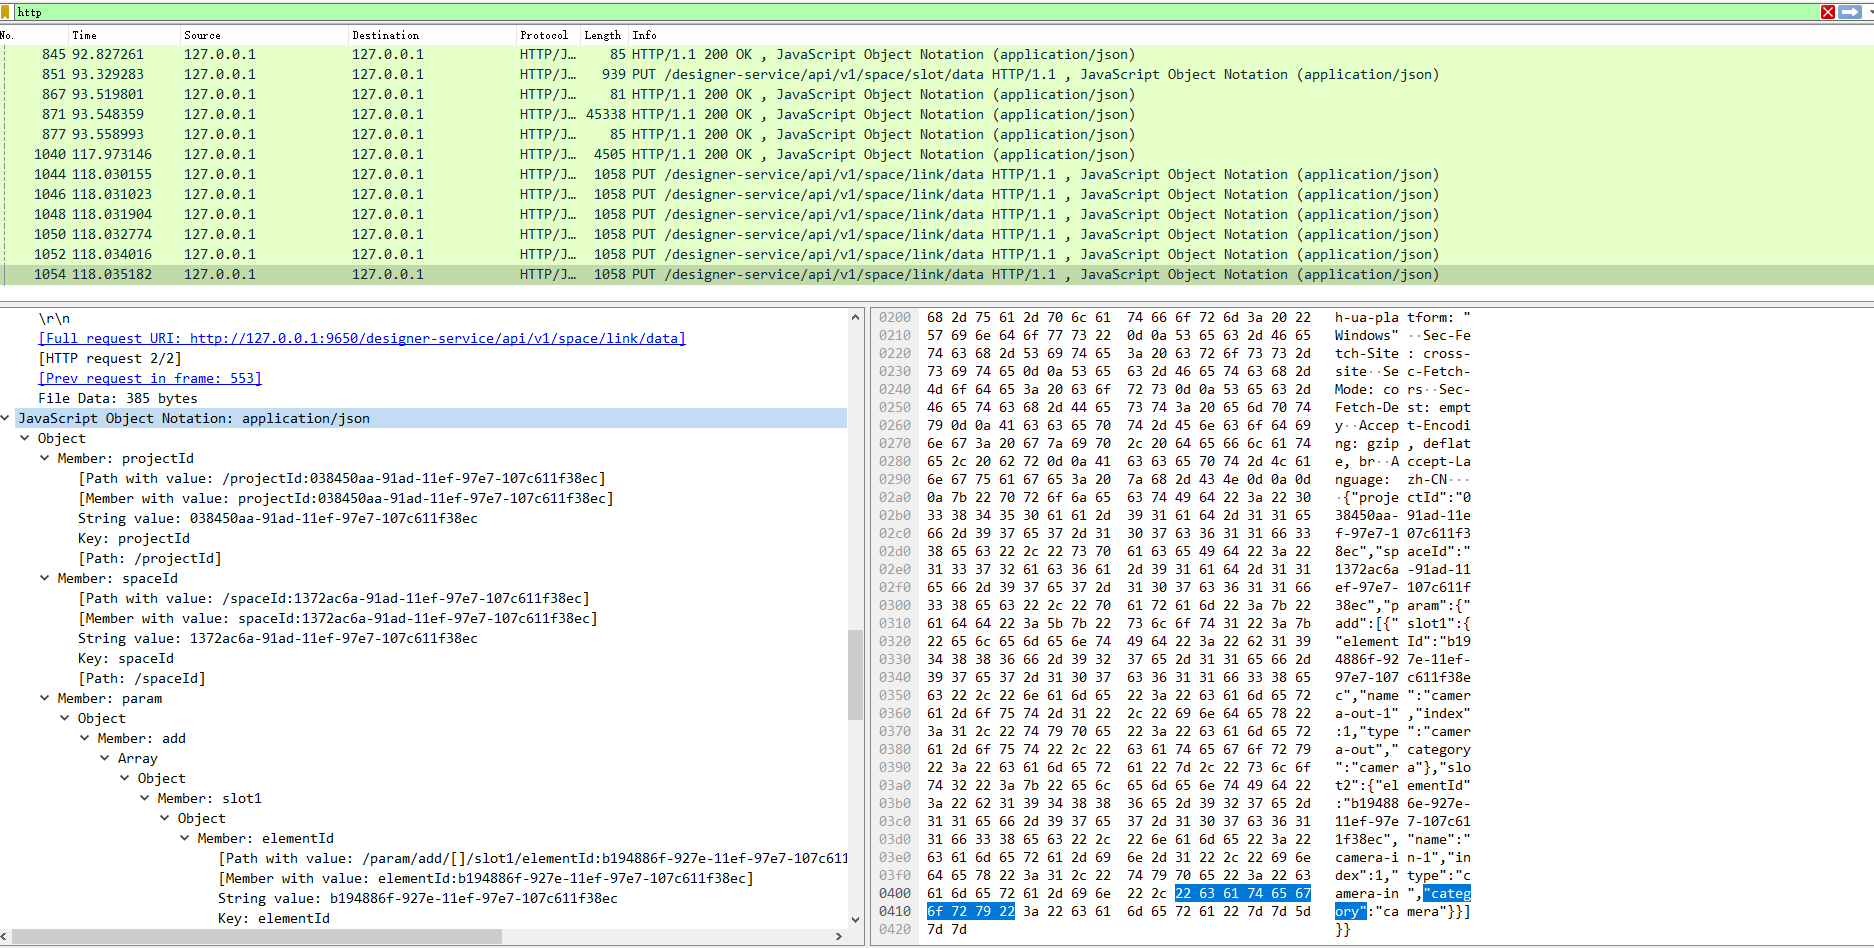 http
No. Time Source Destination Protocol Length Info
845 92.827261 127.0.0.1 127.0.0.1 HTTP/J… 85 HTTP/1.1 200 OK , JavaScript Object Notation (application/json)
851 93.329283 127.0.0.1 127.0.0.1 HTTP/J… 939 PUT /designer-service/api/v1/space/slot/data HTTP/1.1 , JavaScript Object Notation (application/json)
867 93.519801 127.0.0.1 127.0.0.1 HTTP/J… 81 HTTP/1.1 200 OK , JavaScript Object Notation (application/json)
871 93.548359 127.0.0.1 127.0.0.1 HTTP/J… 45338 HTTP/1.1 200 OK , JavaScript Object Notation (application/json)
877 93.558993 127.0.0.1 127.0.0.1 HTTP/J… 85 HTTP/1.1 200 OK , JavaScript Object Notation (application/json)
1040 117.973146 127.0.0.1 127.0.0.1 HTTP/J… 4505 HTTP/1.1 200 OK , JavaScript Object Notation (application/json)
1044 118.030155 127.0.0.1 127.0.0.1 HTTP/J… 1058 PUT /designer-service/api/v1/space/link/data HTTP/1.1 , JavaScript Object Notation (application/json)
1046 118.031023 127.0.0.1 127.0.0.1 HTTP/J… 1058 PUT /designer-service/api/v1/space/link/data HTTP/1.1 , JavaScript Object Notation (application/json)
1048 118.031904 127.0.0.1 127.0.0.1 HTTP/J… 1058 PUT /designer-service/api/v1/space/link/data HTTP/1.1 , JavaScript Object Notation (application/json)
1050 118.032774 127.0.0.1 127.0.0.1 HTTP/J… 1058 PUT /designer-service/api/v1/space/link/data HTTP/1.1 , JavaScript Object Notation (application/json)
1052 118.034016 127.0.0.1 127.0.0.1 HTTP/J… 1058 PUT /designer-service/api/v1/space/link/data HTTP/1.1 , JavaScript Object Notation (application/json)
1054 118.035182 127.0.0.1 127.0.0.1 HTTP/J… 1058 PUT /designer-service/api/v1/space/link/data HTTP/1.1 , JavaScript Object Notation (application/json)
\r\n
[Full request URI: http://127.0.0.1:9650/designer-service/api/v1/space/link/data]
[HTTP request 2/2]
[Prev request in frame: 553]
File Data: 385 bytes
JavaScript Object Notation: application/json
Object
Member: projectId
[Path with value: /projectId:038450aa-91ad-11ef-97e7-107c611f38ec]
[Member with value: projectId:038450aa-91ad-11ef-97e7-107c611f38ec]
String value: 038450aa-91ad-11ef-97e7-107c611f38ec
Key: projectId
[Path: /projectId]
Member: spaceId
[Path with value: /spaceId:1372ac6a-91ad-11ef-97e7-107c611f38ec]
[Member with value: spaceId:1372ac6a-91ad-11ef-97e7-107c611f38ec]
String value: 1372ac6a-91ad-11ef-97e7-107c611f38ec
Key: spaceId
[Path: /spaceId]
Member: param
Object
Member: add
Array
Object
Member: slot1
Object
Member: elementId
[Path with value: /param/add/[]/slot1/elementId:b194886f-927e-11ef-97e7-107c611
[Member with value: elementId:b194886f-927e-11ef-97e7-107c611f38ec]
String value: b194886f-927e-11ef-97e7-107c611f38ec
Key: elementId
0200 68 2d 75 61 2d 70 6c 61 74 66 6f 72 6d 3a 20 22 h-ua-pla tform: "
0210 57 69 6e 64 6f 77 73 22 0d 0a 53 65 63 2d 46 65 Windows" ··Sec-Fe
0220 74 63 68 2d 53 69 74 65 3a 20 63 72 6f 73 73 2d tch-Site : cross-
0230 73 69 74 65 0d 0a 53 65 63 2d 46 65 74 63 68 2d site··Se c-Fetch-
0240 4d 6f 64 65 3a 20 63 6f 72 73 0d 0a 53 65 63 2d Mode: co rs··Sec-
0250 46 65 74 63 68 2d 44 65 73 74 3a 20 65 6d 70 74 Fetch-De st: empt
0260 79 0d 0a 41 63 63 65 70 74 2d 45 6e 63 6f 64 69 y··Accep t-Encodi
0270 6e 67 3a 20 67 7a 69 70 2c 20 64 65 66 6c 61 74 ng: gzip , deflat
0280 65 2c 20 62 72 0d 0a 41 63 63 65 70 74 2d 4c 61 e, br··A ccept-La
0290 6e 67 75 61 67 65 3a 20 7a 68 2d 43 4e 0d 0a 0d nguage: zh-CN···
02a0 0a 7b 22 70 72 6f 6a 65 63 74 49 64 22 3a 22 30 ·{"proje ctId":"0
02b0 33 38 34 35 30 61 61 2d 39 31 61 64 2d 31 31 65 38450aa- 91ad-11e
02c0 66 2d 39 37 65 37 2d 31 30 37 63 36 31 31 66 33 f-97e7-1 07c611f3
02d0 38 65 63 22 2c 22 73 70 61 63 65 49 64 22 3a 22 8ec","sp aceId":"
02e0 31 33 37 32 61 63 36 61 2d 39 31 61 64 2d 31 31 1372ac6a -91ad-11
02f0 65 66 2d 39 37 65 37 2d 31 30 37 63 36 31 31 66 ef-97e7- 107c611f
0300 33 38 65 63 22 2c 22 70 61 72 61 6d 22 3a 7b 22 38ec","p aram":{"
0310 61 64 64 22 3a 5b 7b 22 73 6c 6f 74 31 22 3a 7b add":[{" slot1":{
0320 22 65 6c 65 6d 65 6e 74 49 64 22 3a 22 62 31 39 "element Id":"b19
0330 34 38 38 36 66 2d 39 32 37 65 2d 31 31 65 66 2d 4886f-92 7e-11ef-
0340 39 37 65 37 2d 31 30 37 63 36 31 31 66 33 38 65 97e7-107 c611f38e
0350 63 22 2c 22 6e 61 6d 65 22 3a 22 63 61 6d 65 72 c","name ":"camer
0360 61 2d 6f 75 74 2d 31 22 2c 22 69 6e 64 65 78 22 a-out-1" ,"index"
0370 3a 31 2c 22 74 79 70 65 22 3a 22 63 61 6d 65 72 :1,"type ":"camer
0380 61 2d 6f 75 74 22 2c 22 63 61 74 65 67 6f 72 79 a-out"," category
0390 22 3a 22 63 61 6d 65 72 61 22 7d 2c 22 73 6c 6f ":"camer a"},"slo
03a0 74 32 22 3a 7b 22 65 6c 65 6d 65 6e 74 49 64 22 t2":{"el ementId"
03b0 3a 22 62 31 39 34 38 38 36 65 2d 39 32 37 65 2d :"b19488 6e-927e-
03c0 31 31 65 66 2d 39 37 65 37 2d 31 30 37 63 36 31 11ef-97e 7-107c61
03d0 31 66 33 38 65 63 22 2c 22 6e 61 6d 65 22 3a 22 1f38ec", "name":"
03e0 63 61 6d 65 72 61 2d 69 6e 2d 31 22 2c 22 69 6e camera-i n-1","in
03f0 64 65 78 22 3a 31 2c 22 74 79 70 65 22 3a 22 63 dex":1," type":"c
0400 61 6d 65 72 61 2d 69 6e 22 2c 22 63 61 74 65 67 amera-in ","categ
0410 6f 72 79 22 3a 22 63 61 6d 65 72 61 22 7d 7d 5d ory":"ca mera"}}]
0420 7d 7d }}